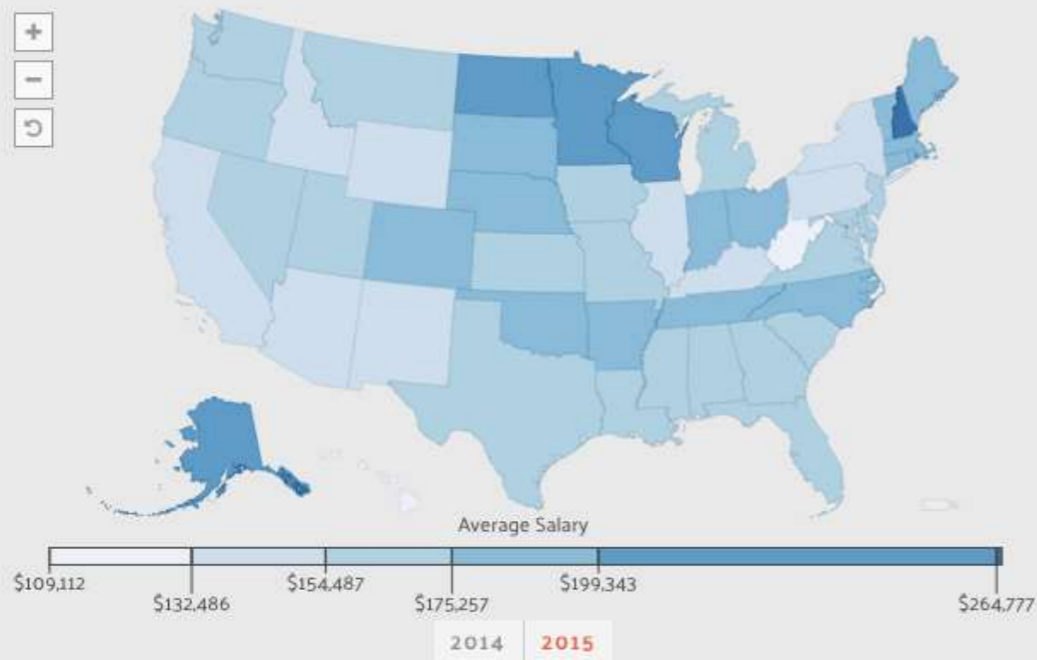 +
−
Average Salary
$109,112 $154,487 $199,343
$132,486 $175,257 $264,777
2014 2015